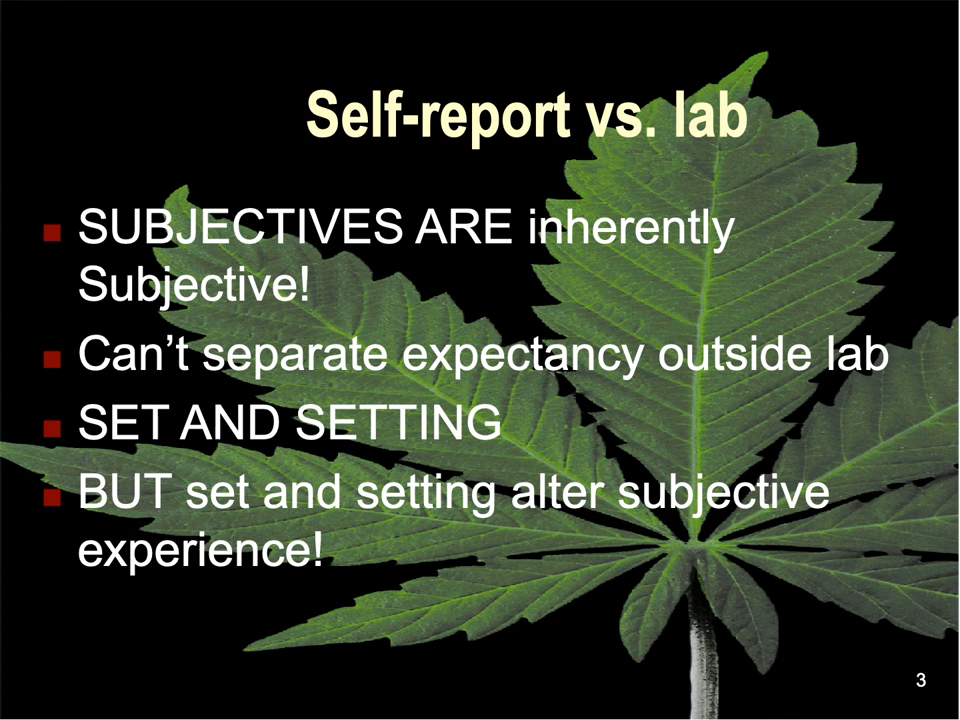 Self-report vs. lab
SUBJECTIVES ARE inherently
Subjective!
Can’t separate expectancy outside lab
SET AND SETTING
BUT set and setting alter subjective
experience!
3